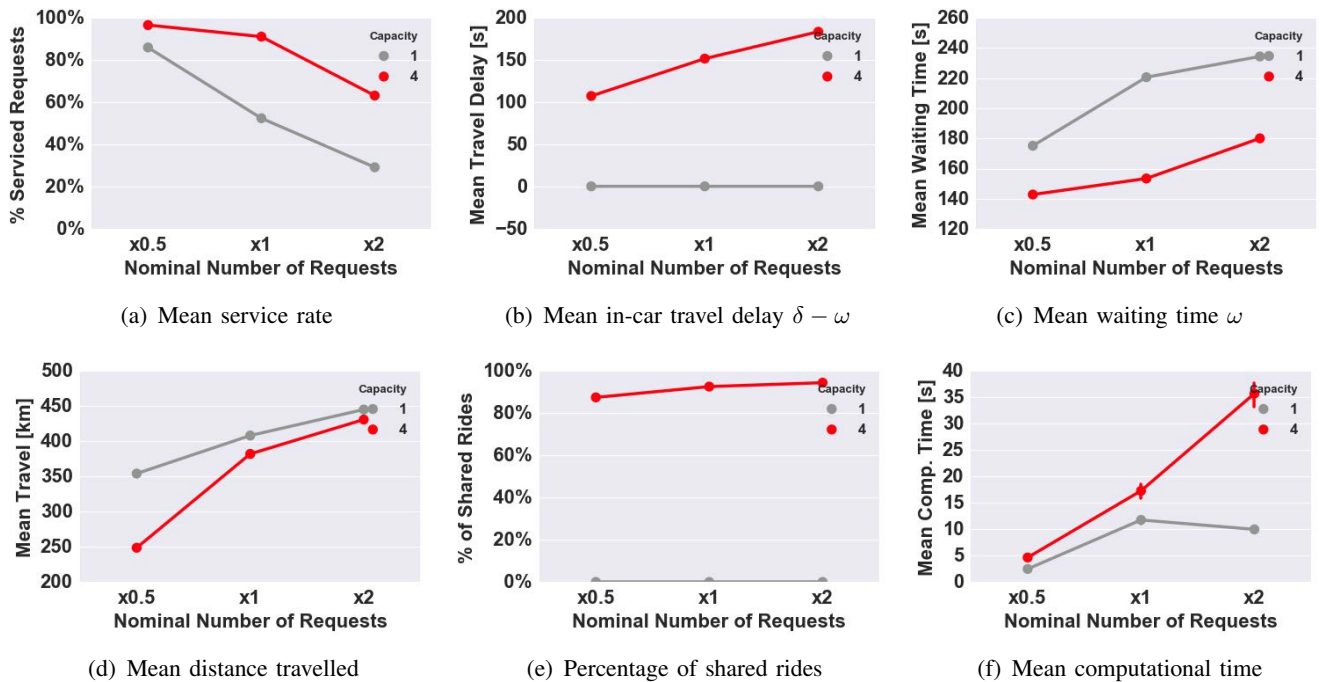 100%
80%
60%
40%
20%
0%
% Serviced Requests
Capacity
1
4
x0.5 x1 x2
Nominal Number of Requests
(a) Mean service rate
200
150
100
50
0
−50
Mean Travel Delay [s]
Capacity
1
4
x0.5 x1 x2
Nominal Number of Requests
(b) Mean in-car travel delay δ − ω
260
240
220
200
180
160
140
120
Mean Waiting Time [s]
Capacity
1
4
x0.5 x1 x2
Nominal Number of Requests
(c) Mean waiting time ω
500
450
400
350
300
250
200
Mean Travel [km]
Capacity
1
4
x0.5 x1 x2
Nominal Number of Requests
(d) Mean distance travelled
100%
80%
60%
40%
20%
0%
% of Shared Rides
Capacity
1
4
x0.5 x1 x2
Nominal Number of Requests
(e) Percentage of shared rides
40
35
30
25
20
15
10
5
0
Mean Comp. Time [s]
Capacity
1
4
x0.5 x1 x2
Nominal Number of Requests
(f) Mean computational time